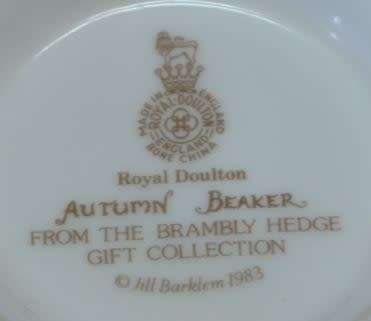 MADE IN ENGLAND
ROYAL·DOULTON
ENGLAND
BONE CHINA
Royal Doulton
AUTUMN BEAKER
FROM THE BRAMBLY HEDGE
GIFT COLLECTION
© Jill Barklem 1983